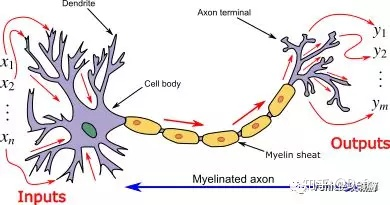 Dendrite
Axon terminal
x1
x2
⋮
xn
Cell body
y1
y2
⋮
ym
Myelin sheat
Inputs
Outputs
Myelinated axon